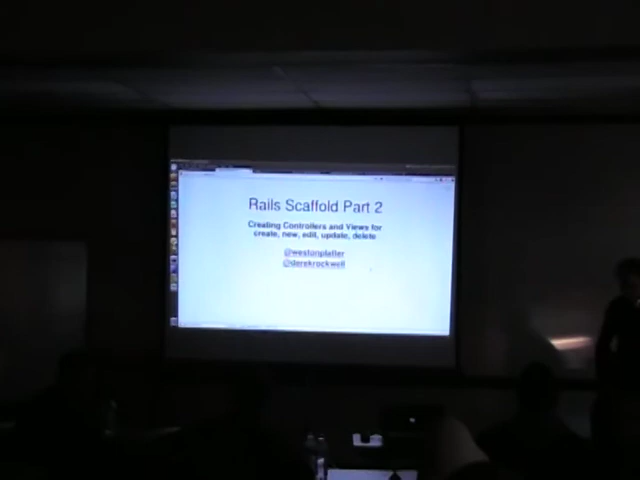 Rails Scaffold Part 2
Creating Controllers and Views for
create, new, edit, update, delete
@westonplatter
@derekrockwell